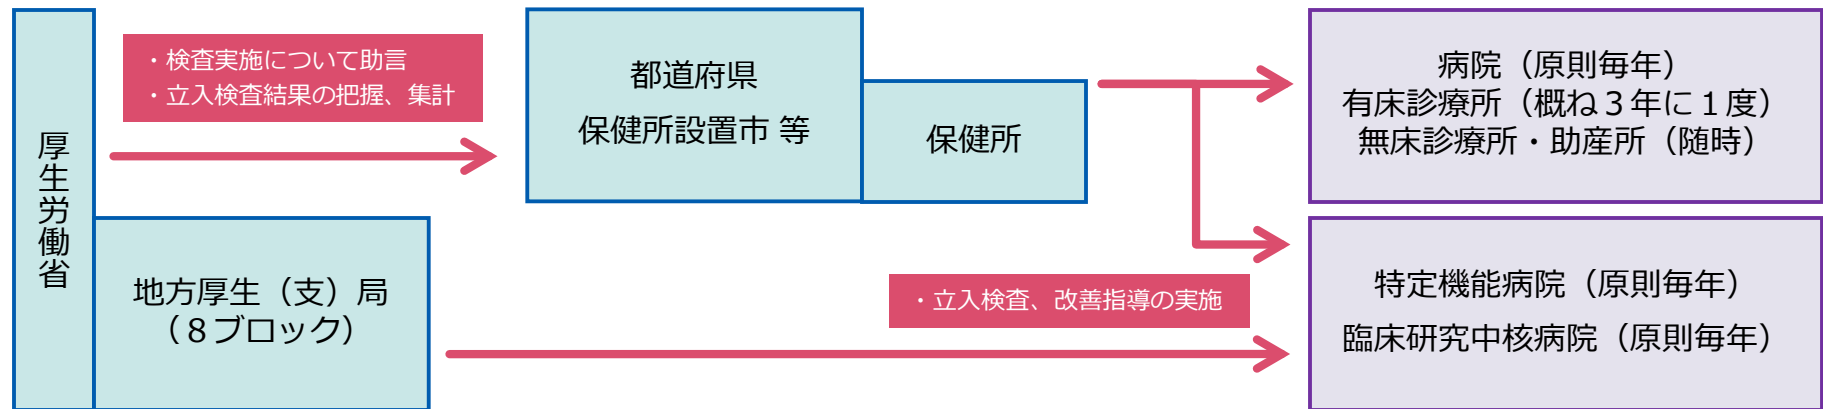 厚生労働省
・検査実施について助言
・立入検査結果の把握、集計
都道府県
保健所設置市 等
保健所
病院（原則毎年）
有床診療所（概ね３年に１度）
無床診療所・助産所（随時）
地方厚生（支）局
（８ブロック）
・立入検査、改善指導の実施
特定機能病院（原則毎年）
臨床研究中核病院（原則毎年）